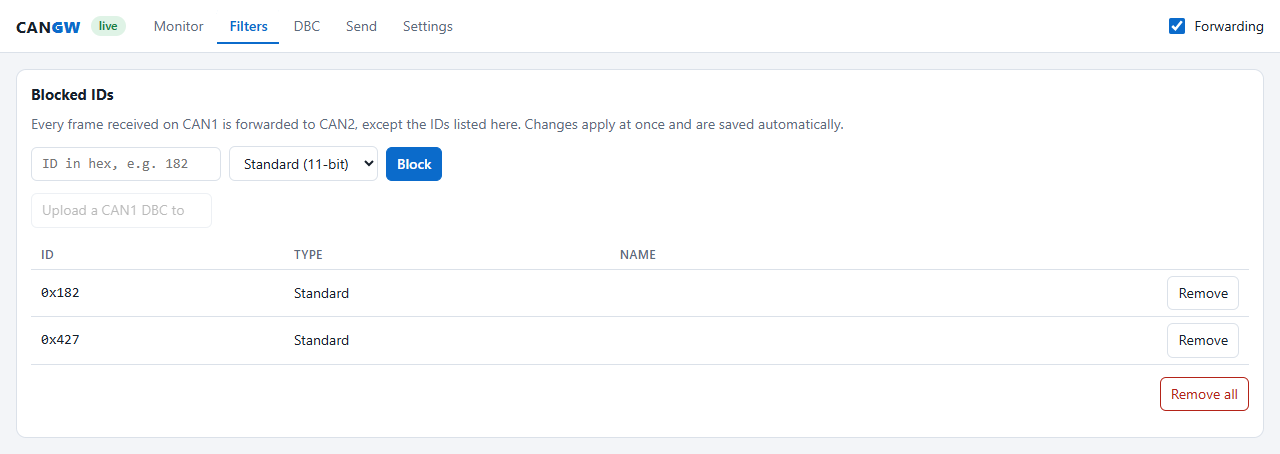 CANGW live Monitor Filters DBC Send Settings Forwarding
Blocked IDs
Every frame received on CAN1 is forwarded to CAN2, except the IDs listed here. Changes apply at once and are saved automatically.
ID in hex, e.g. 182 Standard (11-bit) Block
Upload a CAN1 DBC to
ID TYPE NAME
0x182 Standard Remove
0x427 Standard Remove
Remove all